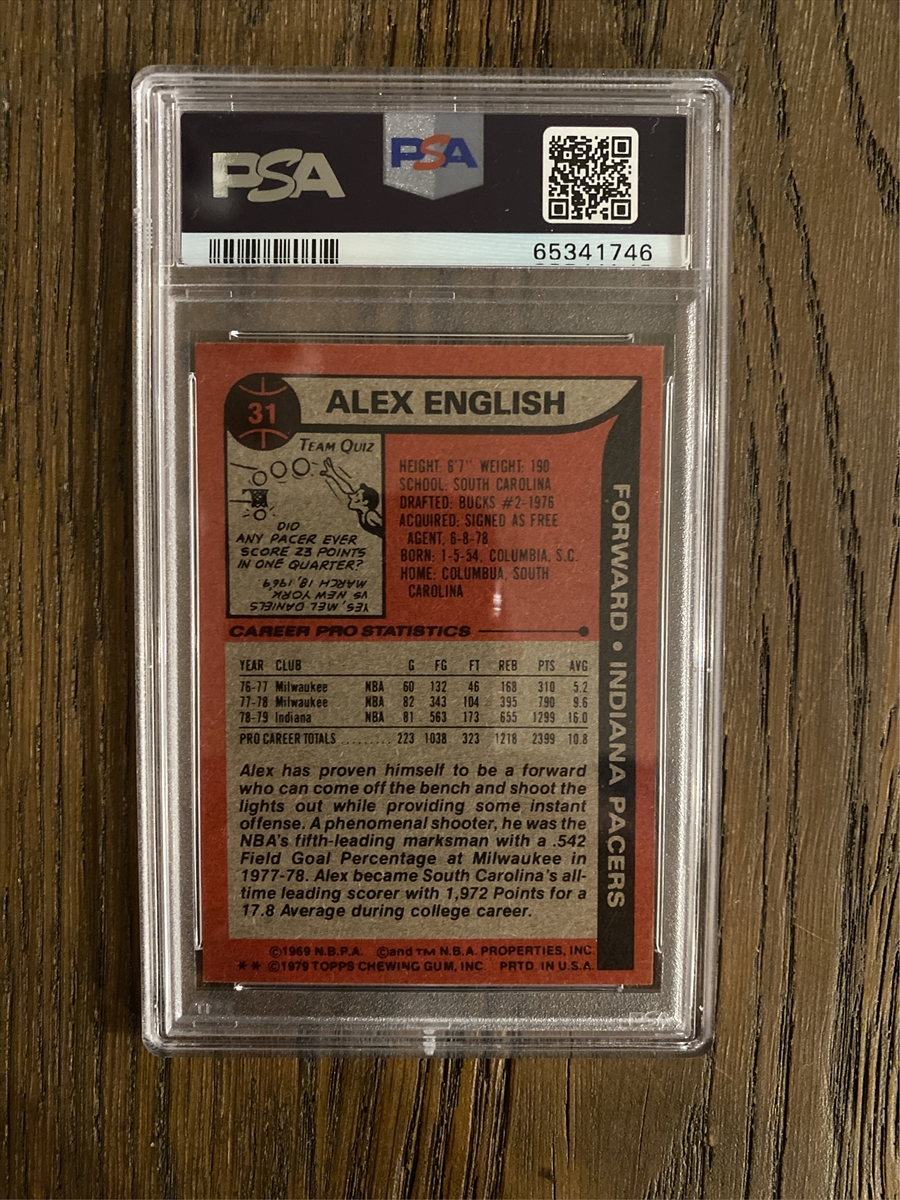 PSA
PSA
65341746
31
ALEX ENGLISH
TEAM QUIZ
DID
ANY PACER EVER
SCORE 23 POINTS
IN ONE QUARTER?
YES, MEL DANIELS
VS NEW YORK
MARCH 18, 1969
HEIGHT: 6'7" WEIGHT: 190
SCHOOL: SOUTH CAROLINA
DRAFTED: BUCKS #2-1976
ACQUIRED: SIGNED AS FREE
AGENT, 6-8-78
BORN: 1-5-54, COLUMBIA, S.C.
HOME: COLUMBUA, SOUTH
CAROLINA
FORWARD • INDIANA PACERS
CAREER PRO STATISTICS
YEAR CLUB G FG FT REB PTS AVG
76-77 Milwaukee NBA 60 132 46 168 310 5.2
77-78 Milwaukee NBA 82 343 104 395 790 9.6
78-79 Indiana NBA 81 563 173 655 1299 16.0
PRO CAREER TOTALS .......... 223 1038 323 1218 2399 10.8
Alex has proven himself to be a forward
who can come off the bench and shoot the
lights out while providing some instant
offense. A phenomenal shooter, he was the
NBA's fifth-leading marksman with a .542
Field Goal Percentage at Milwaukee in
1977-78. Alex became South Carolina's all-
time leading scorer with 1,972 Points for a
17.8 Average during college career.
©1969 N.B.P.A. ©and TM N.B.A. PROPERTIES, INC.
** ©1979 TOPPS CHEWING GUM, INC PRTD. IN U.S.A.